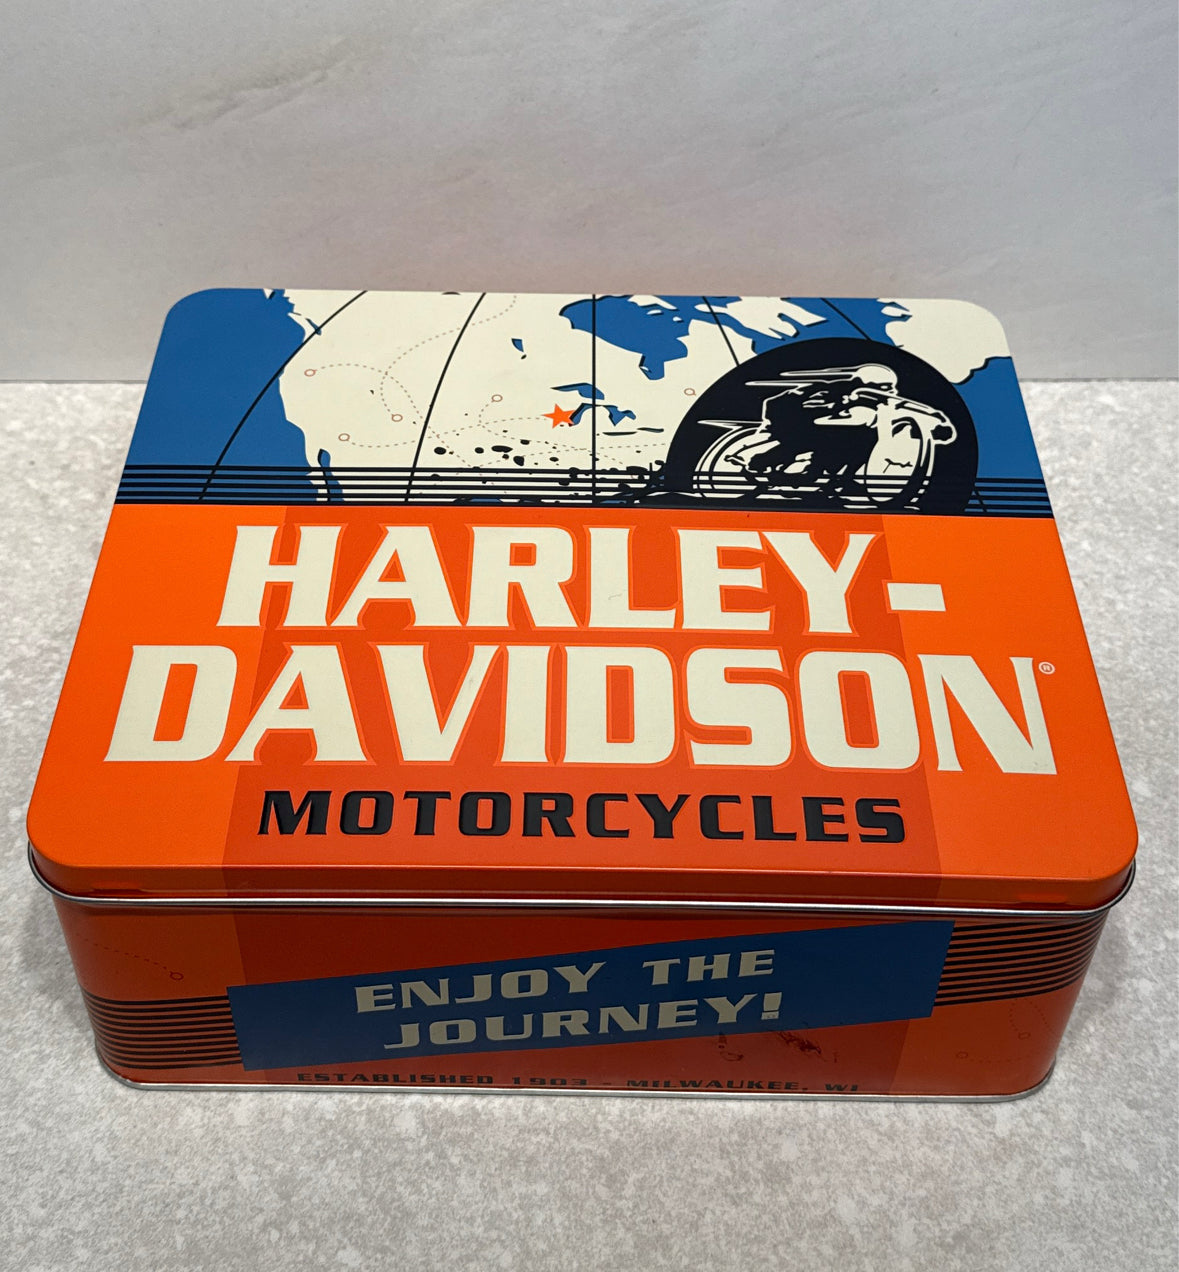 HARLEY-
DAVIDSON®
MOTORCYCLES
ENJOY THE
JOURNEY!
ESTABLISHED 1903 - MILWAUKEE, WI